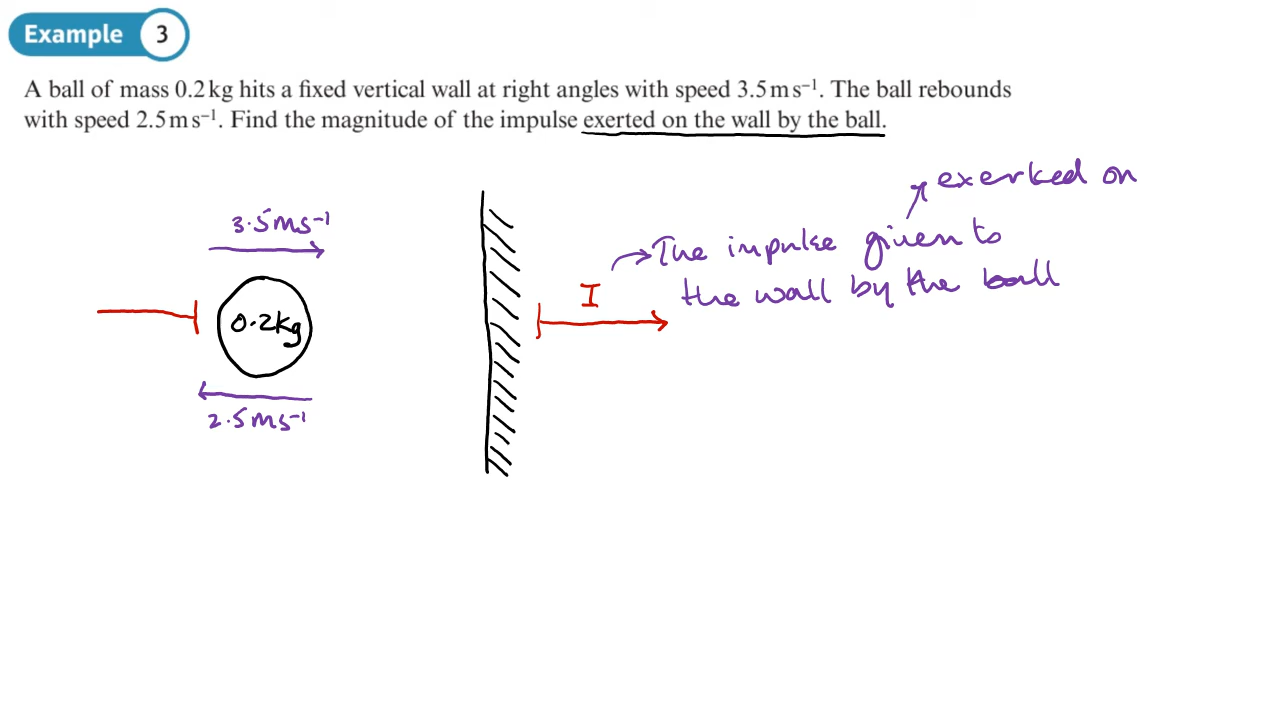 Example 3
A ball of mass 0.2 kg hits a fixed vertical wall at right angles with speed 3.5 m s⁻¹. The ball rebounds
with speed 2.5 m s⁻¹. Find the magnitude of the impulse exerted on the wall by the ball.
exerked on
3.5ms⁻¹
The impulse given to
I
the wall by the ball
0.2kg
2.5ms⁻¹